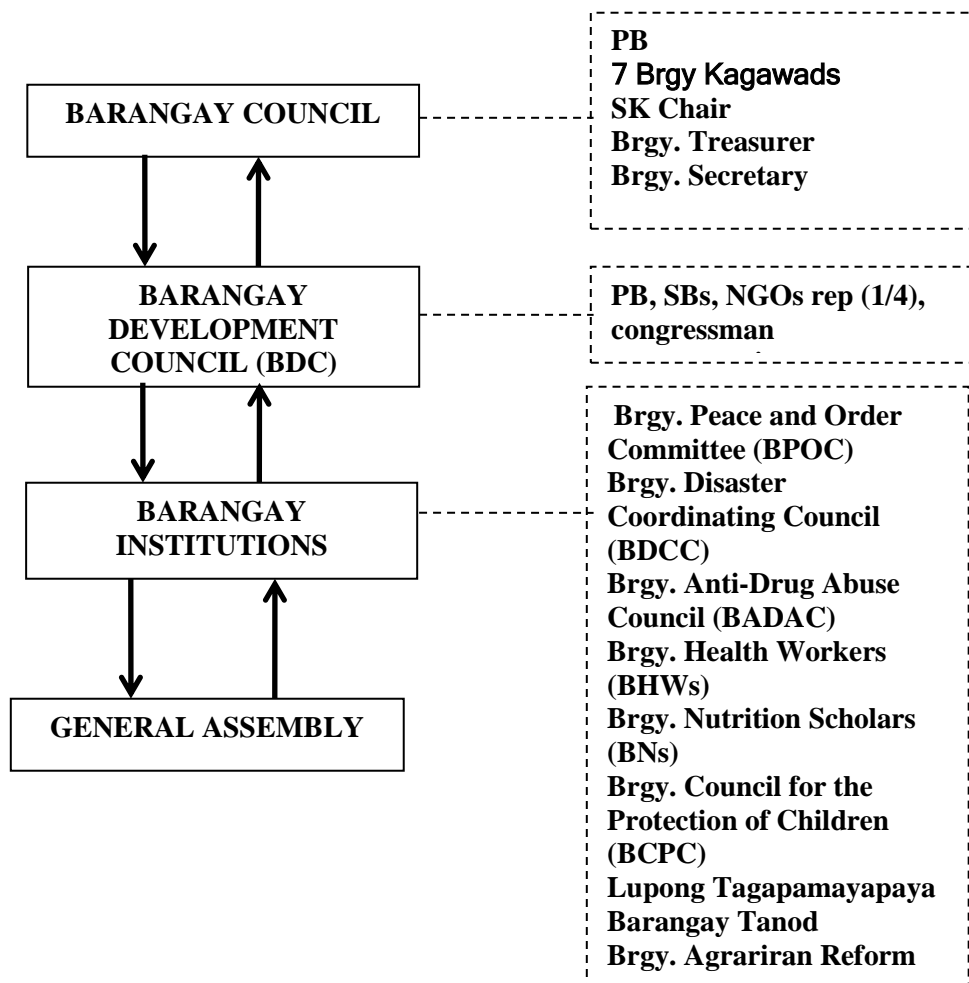 BARANGAY COUNCIL
PB
7 Brgy Kagawads
SK Chair
Brgy. Treasurer
Brgy. Secretary
BARANGAY
DEVELOPMENT
COUNCIL (BDC)
PB, SBs, NGOs rep (1/4),
congressman
BARANGAY
INSTITUTIONS
Brgy. Peace and Order
Committee (BPOC)
Brgy. Disaster
Coordinating Council
(BDCC)
Brgy. Anti-Drug Abuse
Council (BADAC)
Brgy. Health Workers
(BHWs)
Brgy. Nutrition Scholars
(BNs)
Brgy. Council for the
Protection of Children
(BCPC)
Lupong Tagapamayapaya
Barangay Tanod
Brgy. Agrariran Reform
GENERAL ASSEMBLY